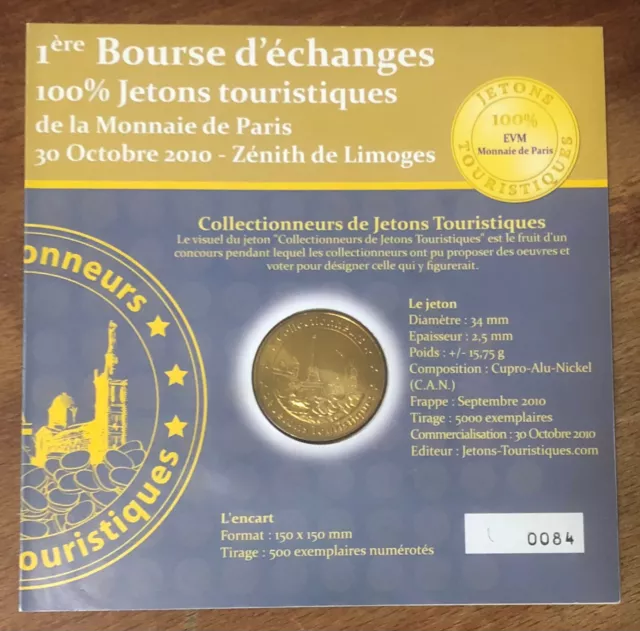 1ère Bourse d'échanges
100% Jetons touristiques
de la Monnaie de Paris
30 Octobre 2010 - Zénith de Limoges
JETONS
100%
EVM
Monnaie de Paris
TOURISTIQUES
Collectionneurs de Jetons Touristiques
Le visuel du jeton "Collectionneurs de Jetons Touristiques" est le fruit d'un
concours pendant lequel les collectionneurs ont pu proposer des oeuvres et
voter pour désigner celle qui y figurerait.
onneurs
ouristiques
Collectionneurs
de Jetons Touristiques
Le jeton
Diamètre : 34 mm
Epaisseur : 2,5 mm
Poids : +/- 15,75 g
Composition : Cupro-Alu-Nickel
(C.A.N.)
Frappe : Septembre 2010
Tirage : 5000 exemplaires
Commercialisation : 30 Octobre 2010
Editeur : Jetons-Touristiques.com
L'encart
Format : 150 x 150 mm
Tirage : 500 exemplaires numérotés
0084